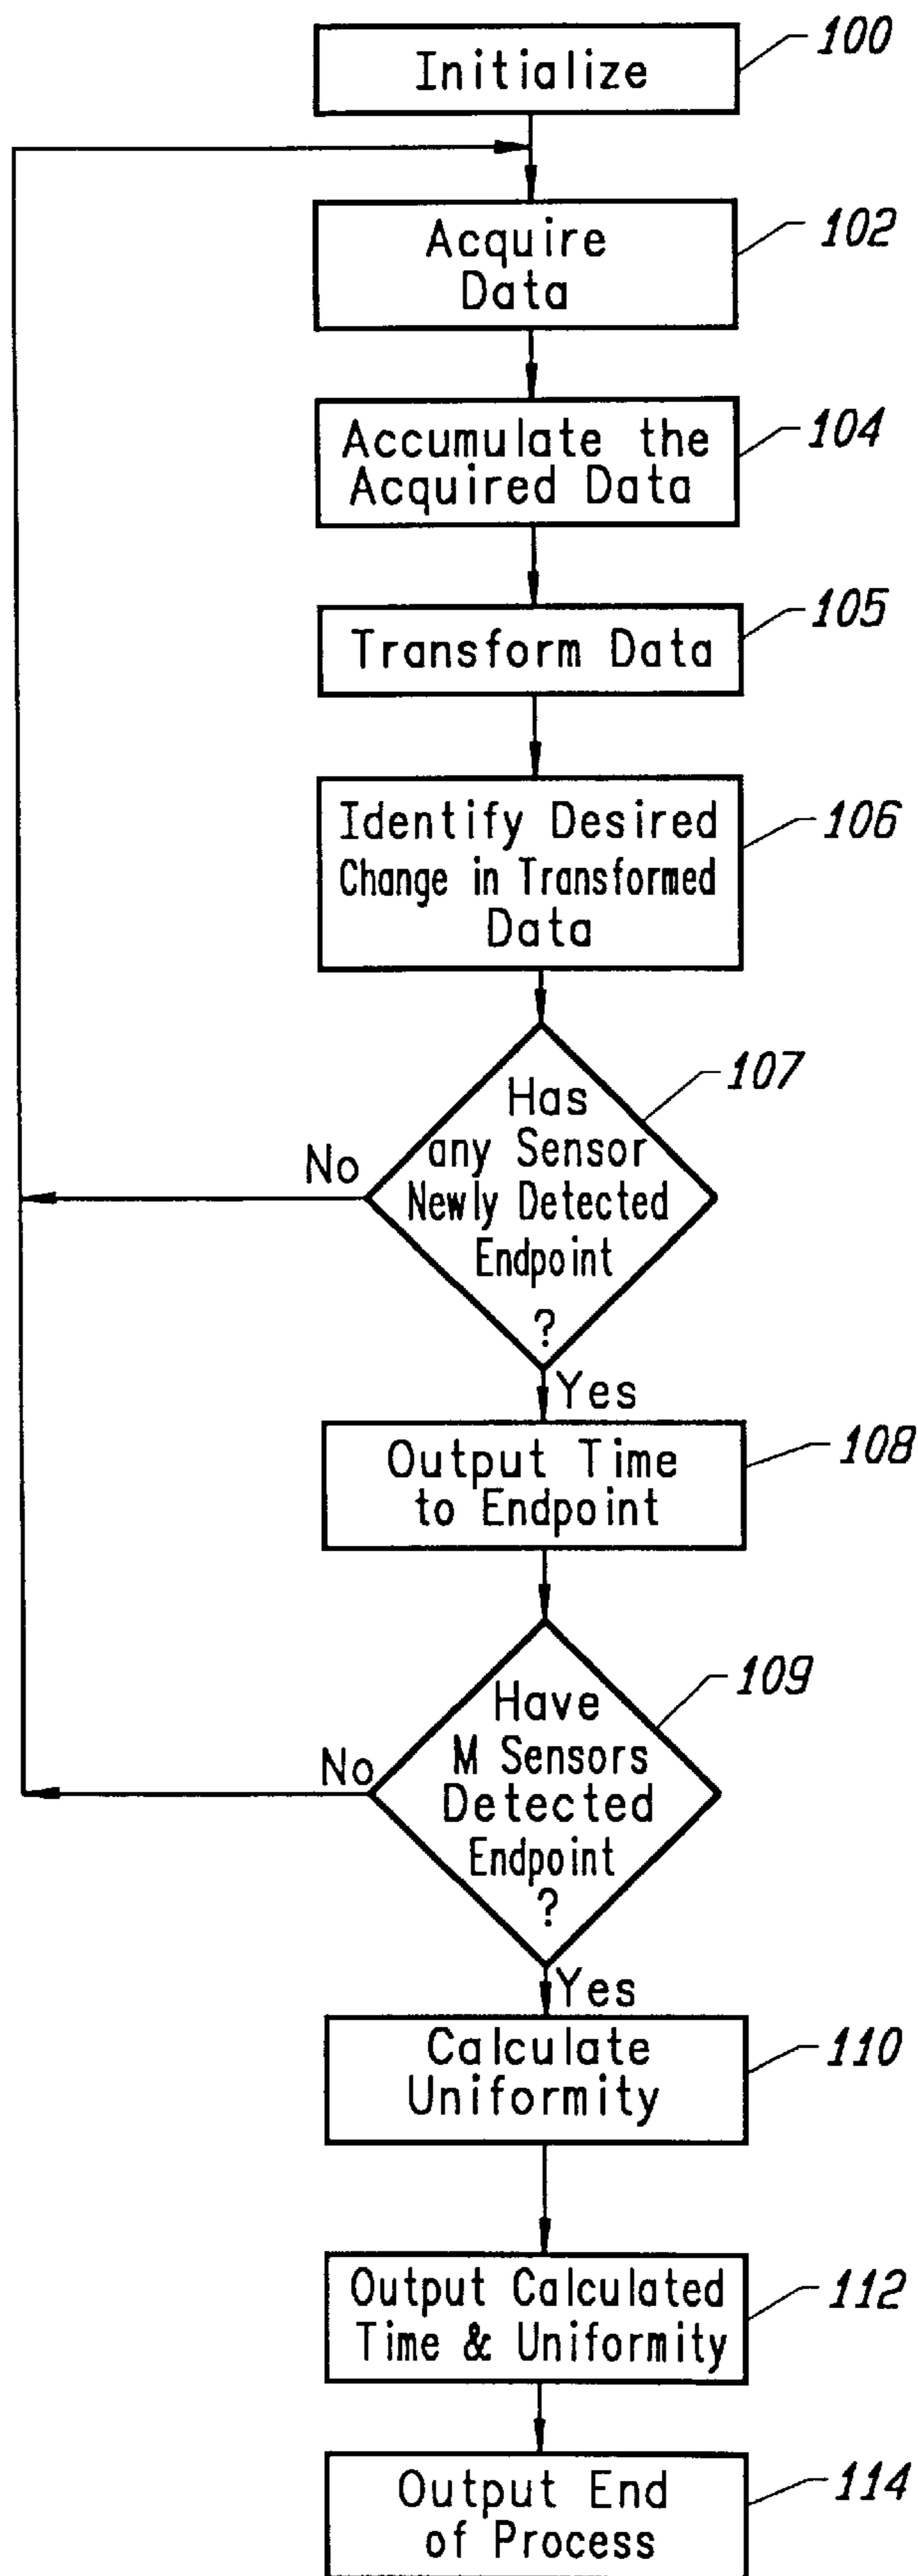 Initialize
100
Acquire
Data
102
Accumulate the
Acquired Data
104
Transform Data
105
Identify Desired
Change in Transformed
Data
106
Has
any Sensor
Newly Detected
Endpoint
?
107
No
Yes
Output Time
to Endpoint
108
Have
M Sensors
Detected
Endpoint
?
109
No
Yes
Calculate
Uniformity
110
Output Calculated
Time & Uniformity
112
Output End
of Process
114